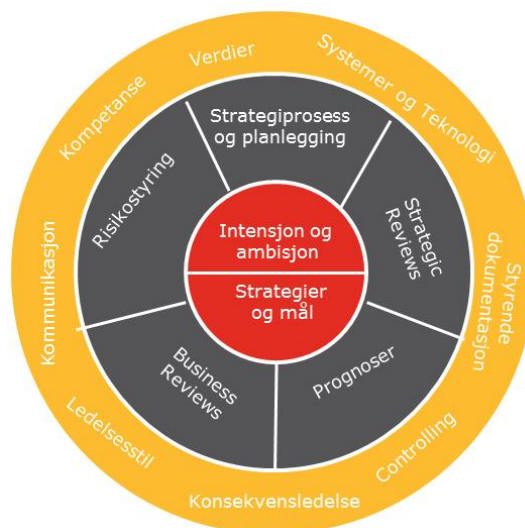 Verdier
Systemer og Teknologi
Styrende
dokumentasjon
Controlling
Konsekvensledelse
Ledelsesstil
Kommunikasjon
Kompetanse
Strategiprosess
og planlegging
Strategic
Reviews
Prognoser
Business
Reviews
Risikostyring
Intensjon og
ambisjon
Strategier
og mål